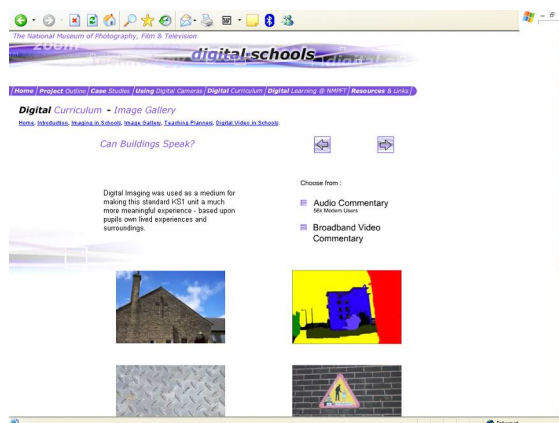 The National Museum of Photography, Film & Television
zoom
digital-schools
Home / Project Outline / Case Studies / Using Digital Cameras / Digital Curriculum / Digital Learning @ NMPFT / Resources & Links /
Digital Curriculum - Image Gallery
Home, Introduction, Imaging in Schools, Image Gallery, Teaching Planner, Digital Video in Schools
Can Buildings Speak?
Digital Imaging was used as a medium for
making this standard KS1 unit a much
more meaningful experience - based upon
pupils own lived experiences and
surroundings.
Choose from :
Audio Commentary
56k Modem Users
Broadband Video
Commentary